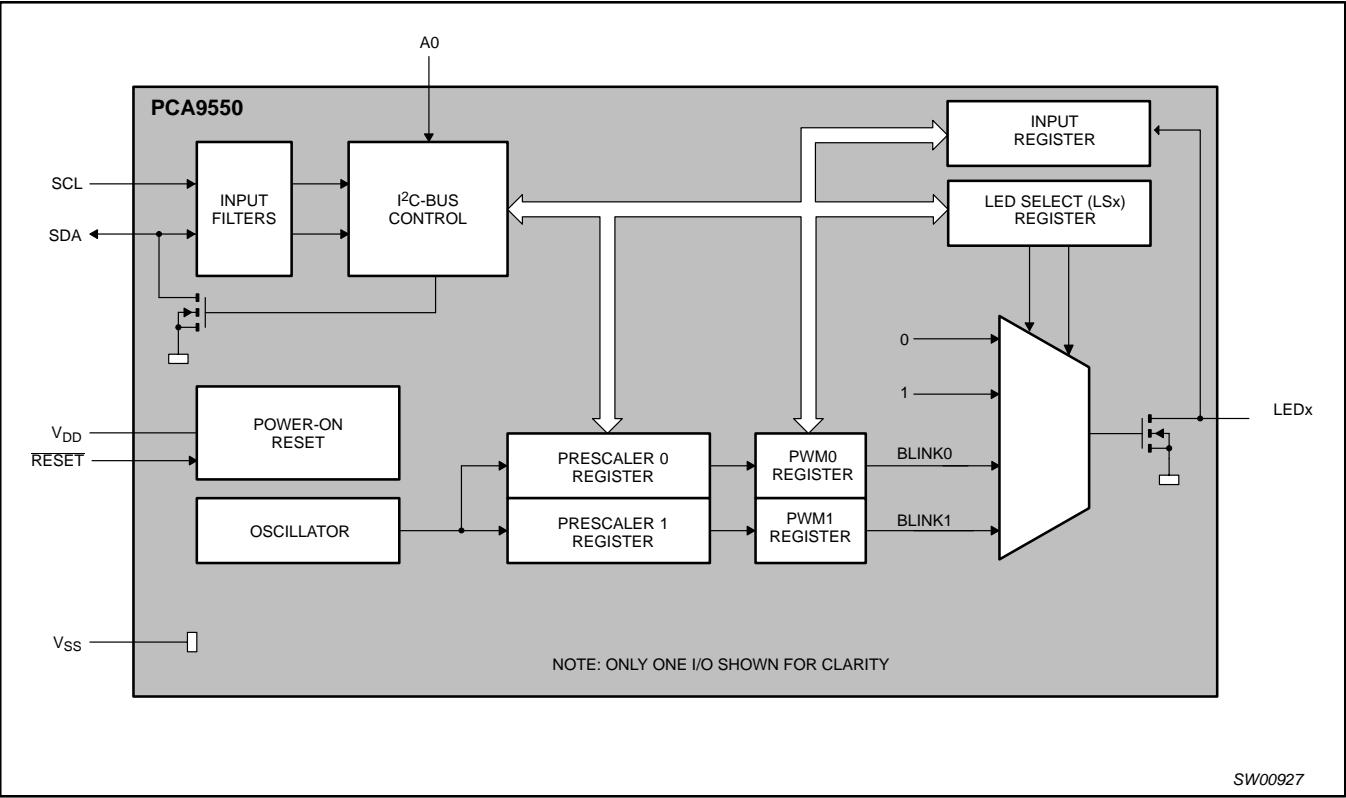 A0
PCA9550
SCL
SDA
INPUT
FILTERS
I²C-BUS
CONTROL
INPUT
REGISTER
LED SELECT (LSx)
REGISTER
0
1
LEDx
VDD
RESET
POWER-ON
RESET
OSCILLATOR
PRESCALER 0
REGISTER
PRESCALER 1
REGISTER
PWM0
REGISTER
PWM1
REGISTER
BLINK0
BLINK1
VSS
NOTE: ONLY ONE I/O SHOWN FOR CLARITY
SW00927